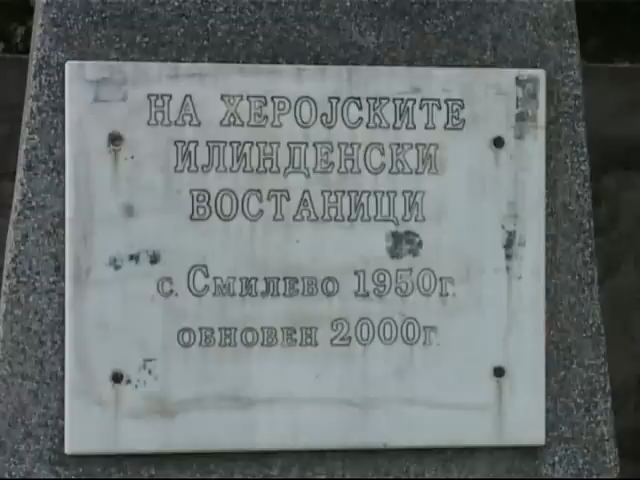 НА ХЕРОЈСКИТЕ
ИЛИНДЕНСКИ
ВОСТАНИЦИ
с. Смилево 1950г.
ОБНОВЕН 2000г.